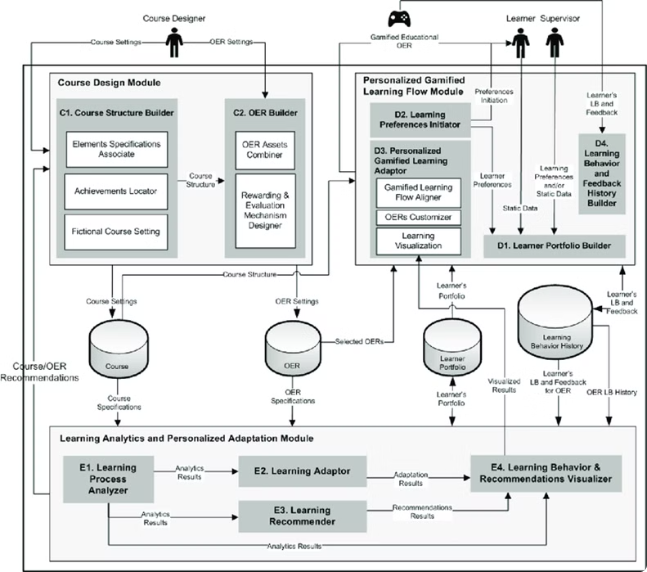 Course Designer
Learner Supervisor
Course Settings
OER Settings
Gamified Educational
OER
Course Design Module
Personalized Gamified
Learning Flow Module
Preferences
Initiation
Learner's
LB and
Feedback
C1. Course Structure Builder
Elements Specifications
Associate
Achievements Locator
Fictional Course Setting
Course
Structure
C2. OER Builder
OER Assets
Combiner
Rewarding &
Evaluation
Mechanism
Designer
D2. Learning
Preferences Initiator
D3. Personalized
Gamified Learning
Adaptor
Gamified Learning
Flow Aligner
OERs Customizer
Learning
Visualization
Learner
Preferences
Static Data
Learning
Preferences
and/or
Static Data
D4.
Learning
Behavior
and
Feedback
History
Builder
D1. Learner Portfolio Builder
Course Structure
Course Settings
OER Settings
Learner's
Portfolio
Learner's
LB and
Feedback
Course
OER
Selected OERs
Learner
Portfolio
Learning
Behavior History
Course/OER
Recommendations
Course
Specifications
OER
Specifications
Learner's
Portfolio
Visualized
Results
Learner's
LB and Feedback
for OER
OER LB History
Learning Analytics and Personalized Adaptation Module
E1. Learning
Process
Analyzer
Analytics
Results
E2. Learning Adaptor
Adaptation
Results
E4. Learning Behavior &
Recommendations Visualizer
Analytics
Results
E3. Learning
Recommender
Recommendations
Results
Analytics Results